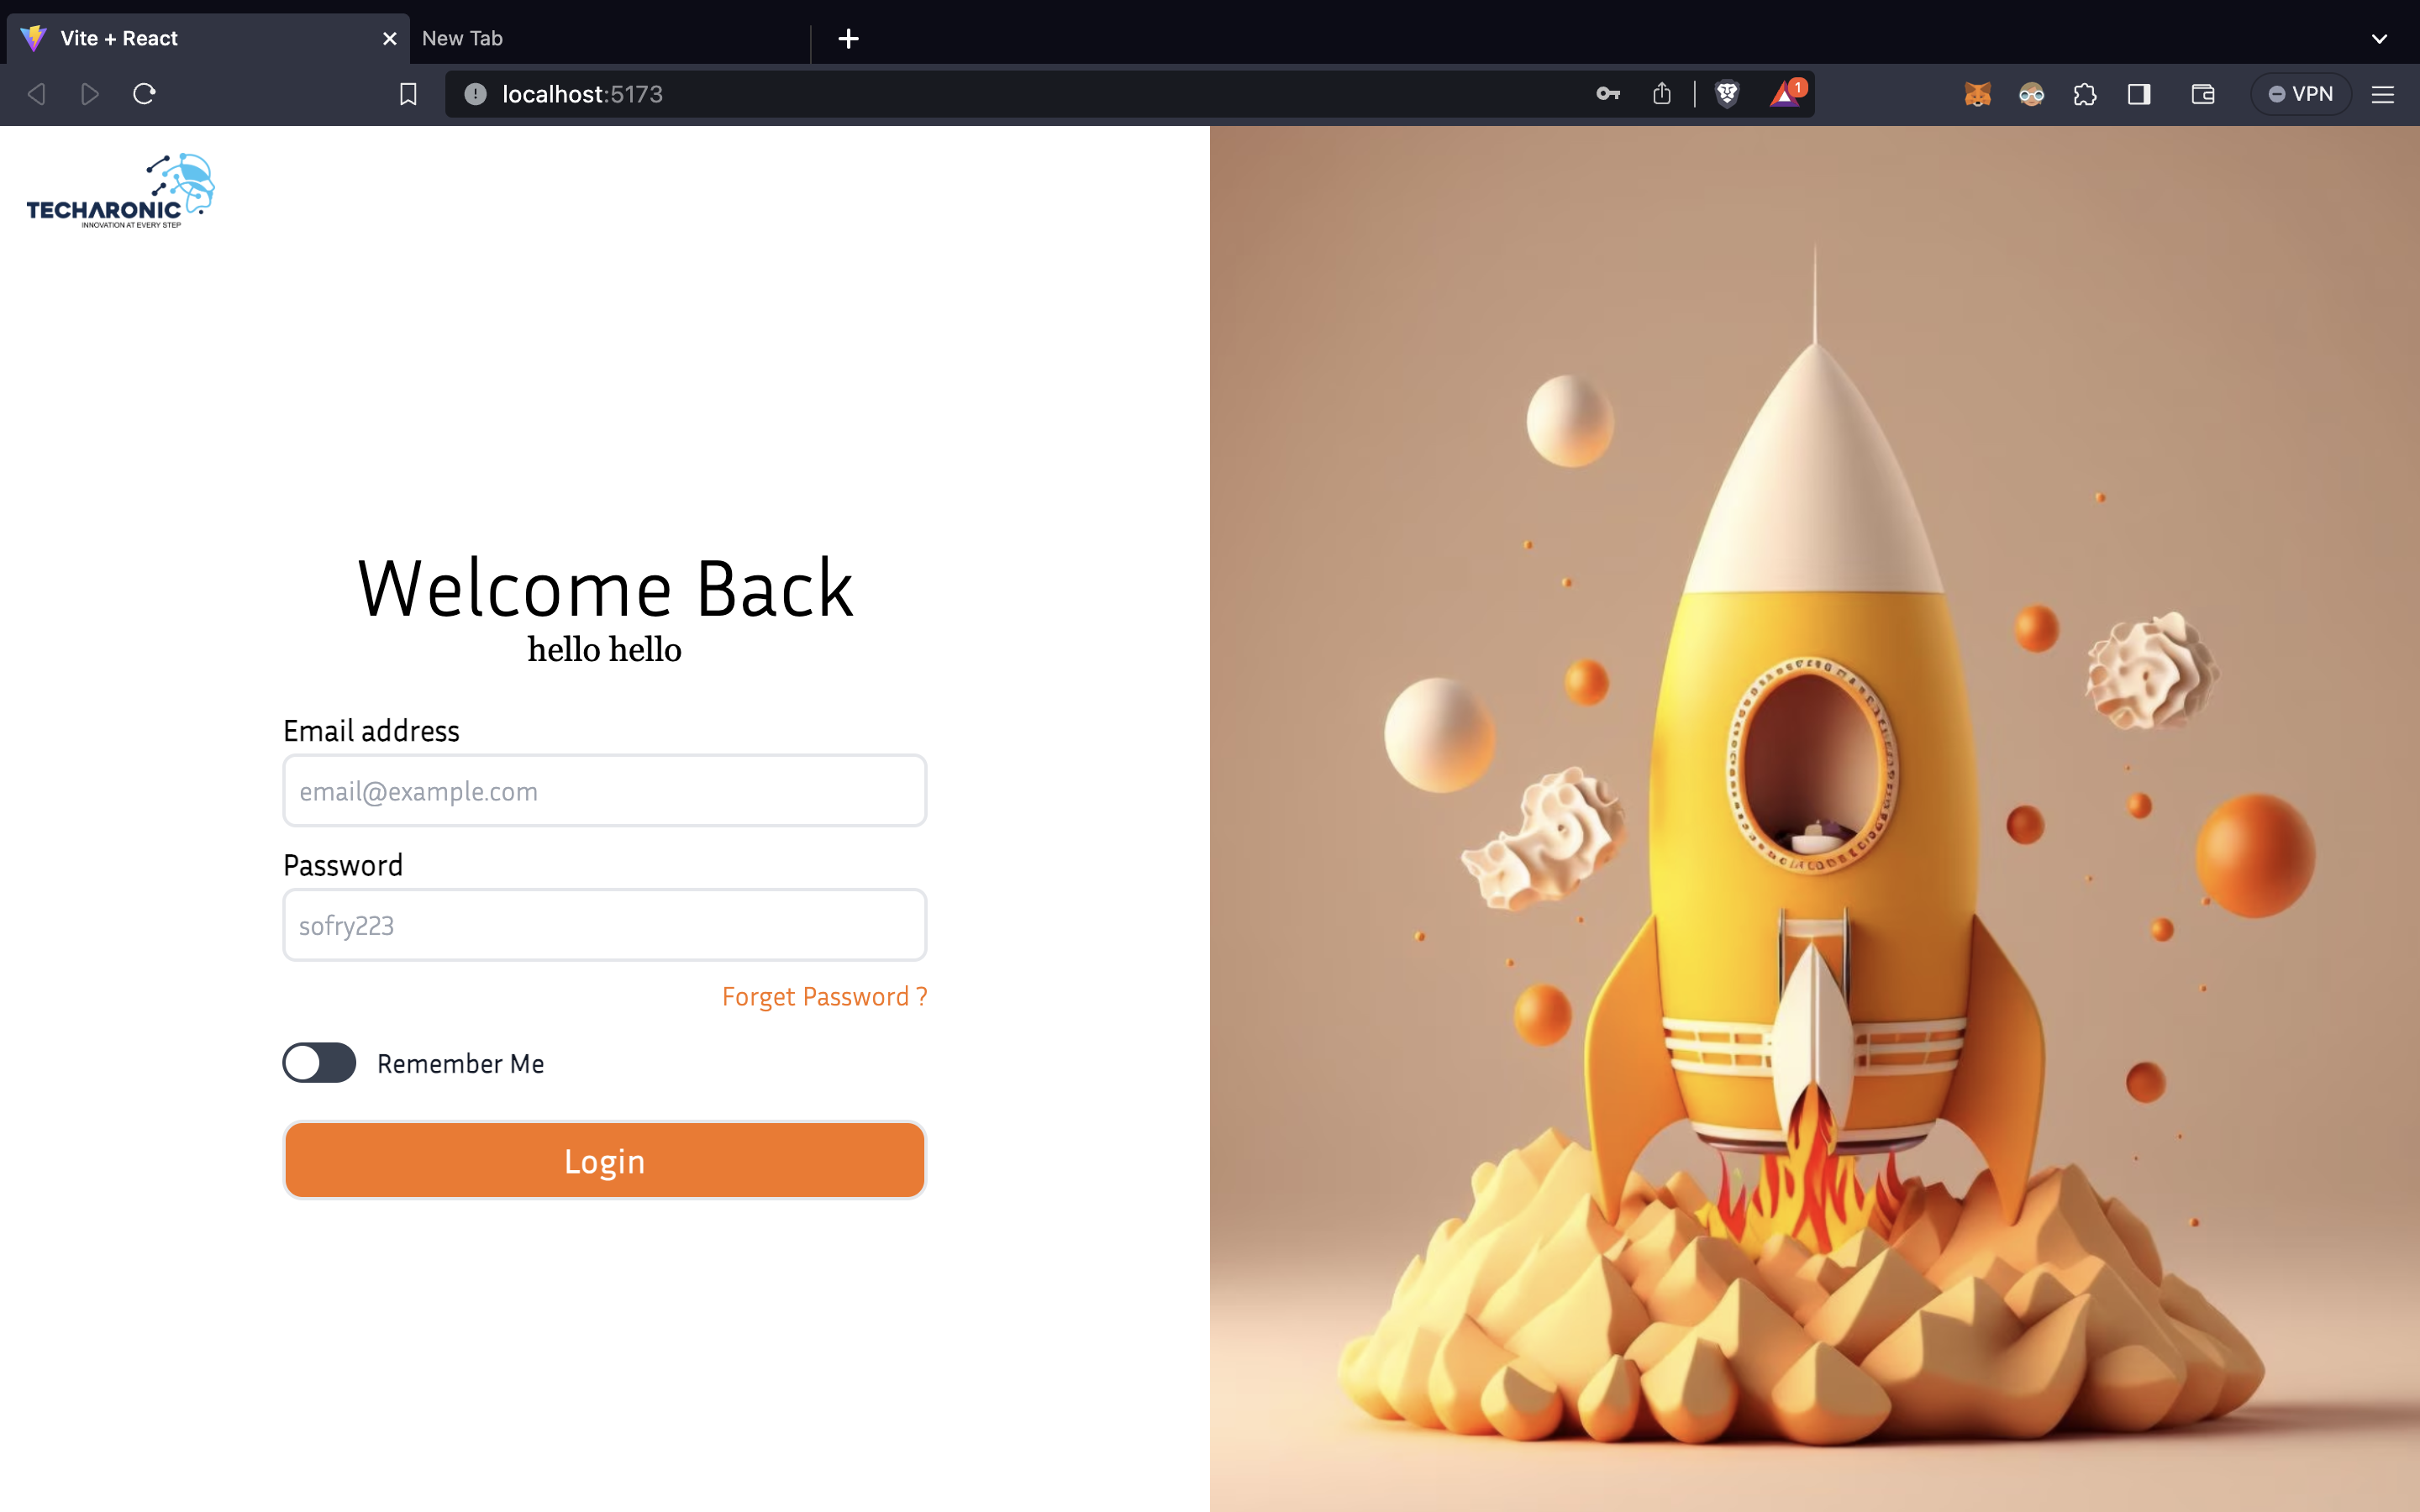 Vite + React
New Tab
localhost:5173
1
VPN
TECHARONIC
INNOVATION AT EVERY STEP
Welcome Back
hello hello
Email address
email@example.com
Password
sofry223
Forget Password ?
Remember Me
Login